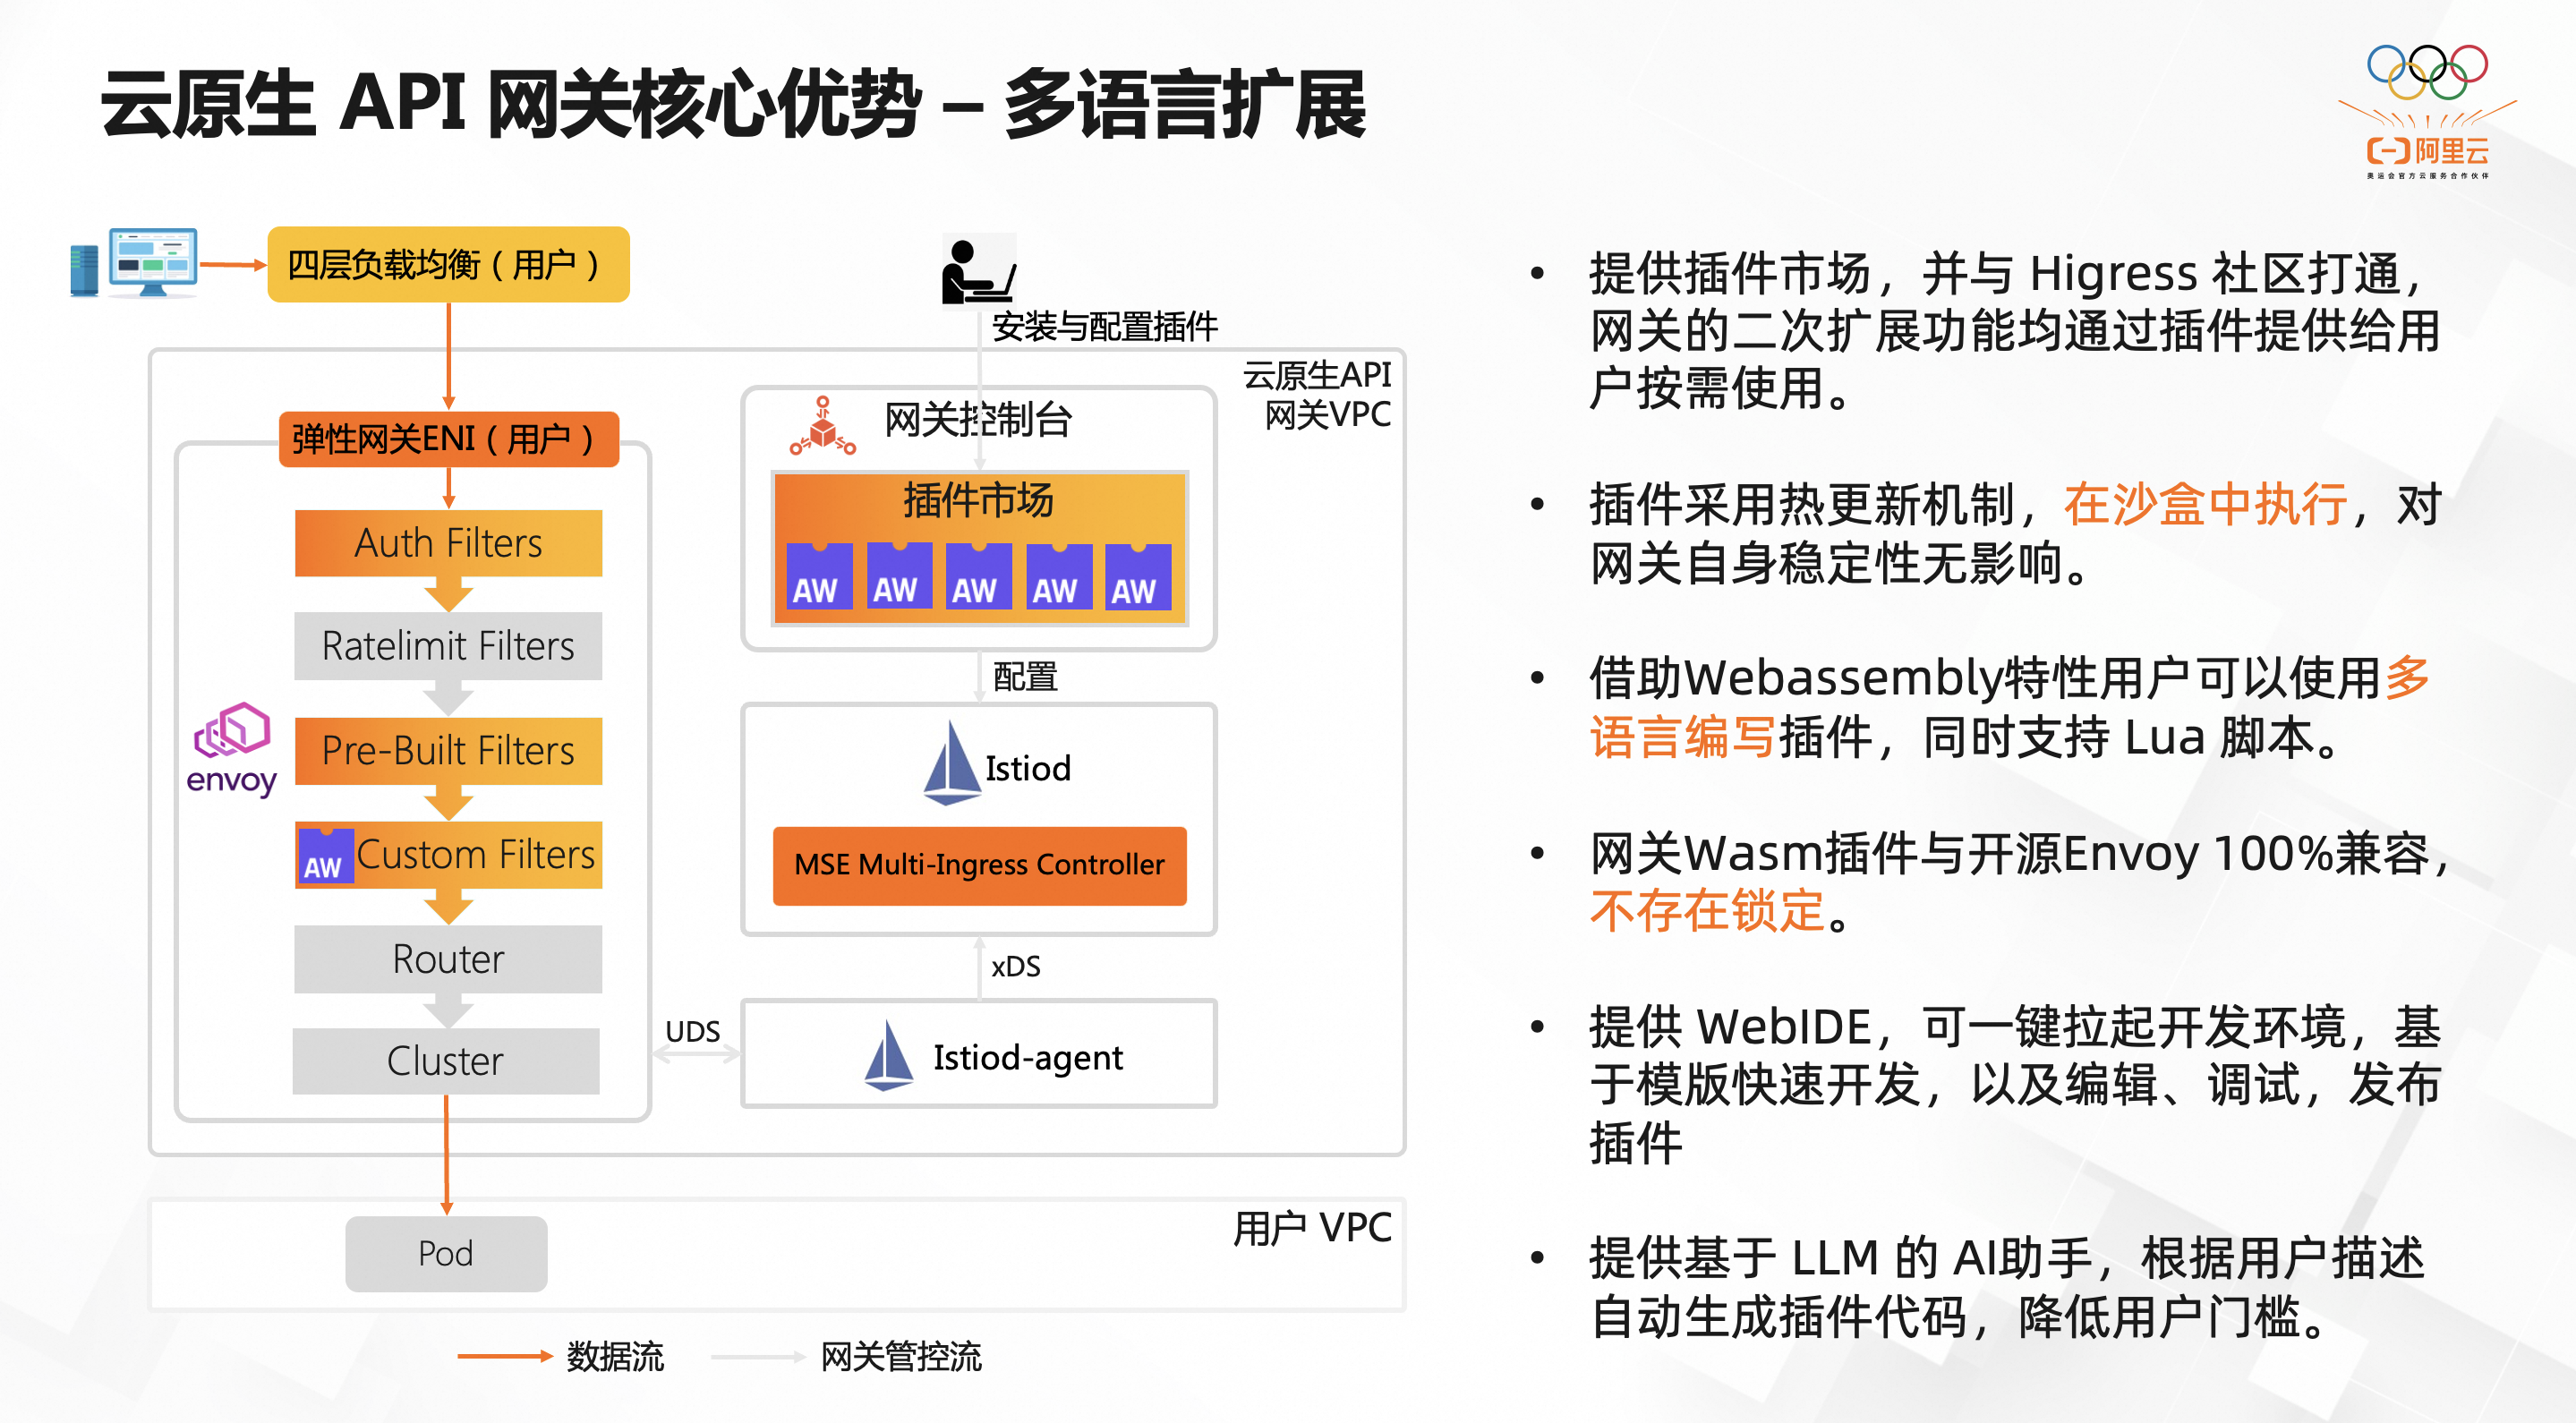 云原生 API 网关核心优势 – 多语言扩展
阿里云
奥运会官方云服务合作伙伴
四层负载均衡（用户）
安装与配置插件
云原生API
网关VPC
弹性网关ENI（用户）
网关控制台
插件市场
AW
AW
AW
AW
AW
Auth Filters
Ratelimit Filters
Pre-Built Filters
AW
Custom Filters
Router
Cluster
envoy
配置
Istiod
MSE Multi-Ingress Controller
xDS
UDS
Istiod-agent
用户 VPC
Pod
数据流
网关管控流
• 提供插件市场，并与 Higress 社区打通，
网关的二次扩展功能均通过插件提供给用
户按需使用。
• 插件采用热更新机制，在沙盒中执行，对
网关自身稳定性无影响。
• 借助Webassembly特性用户可以使用多
语言编写插件，同时支持 Lua 脚本。
• 网关Wasm插件与开源Envoy 100%兼容，
不存在锁定。
• 提供 WebIDE，可一键拉起开发环境，基
于模版快速开发，以及编辑、调试，发布
插件
• 提供基于 LLM 的 AI助手，根据用户描述
自动生成插件代码，降低用户门槛。